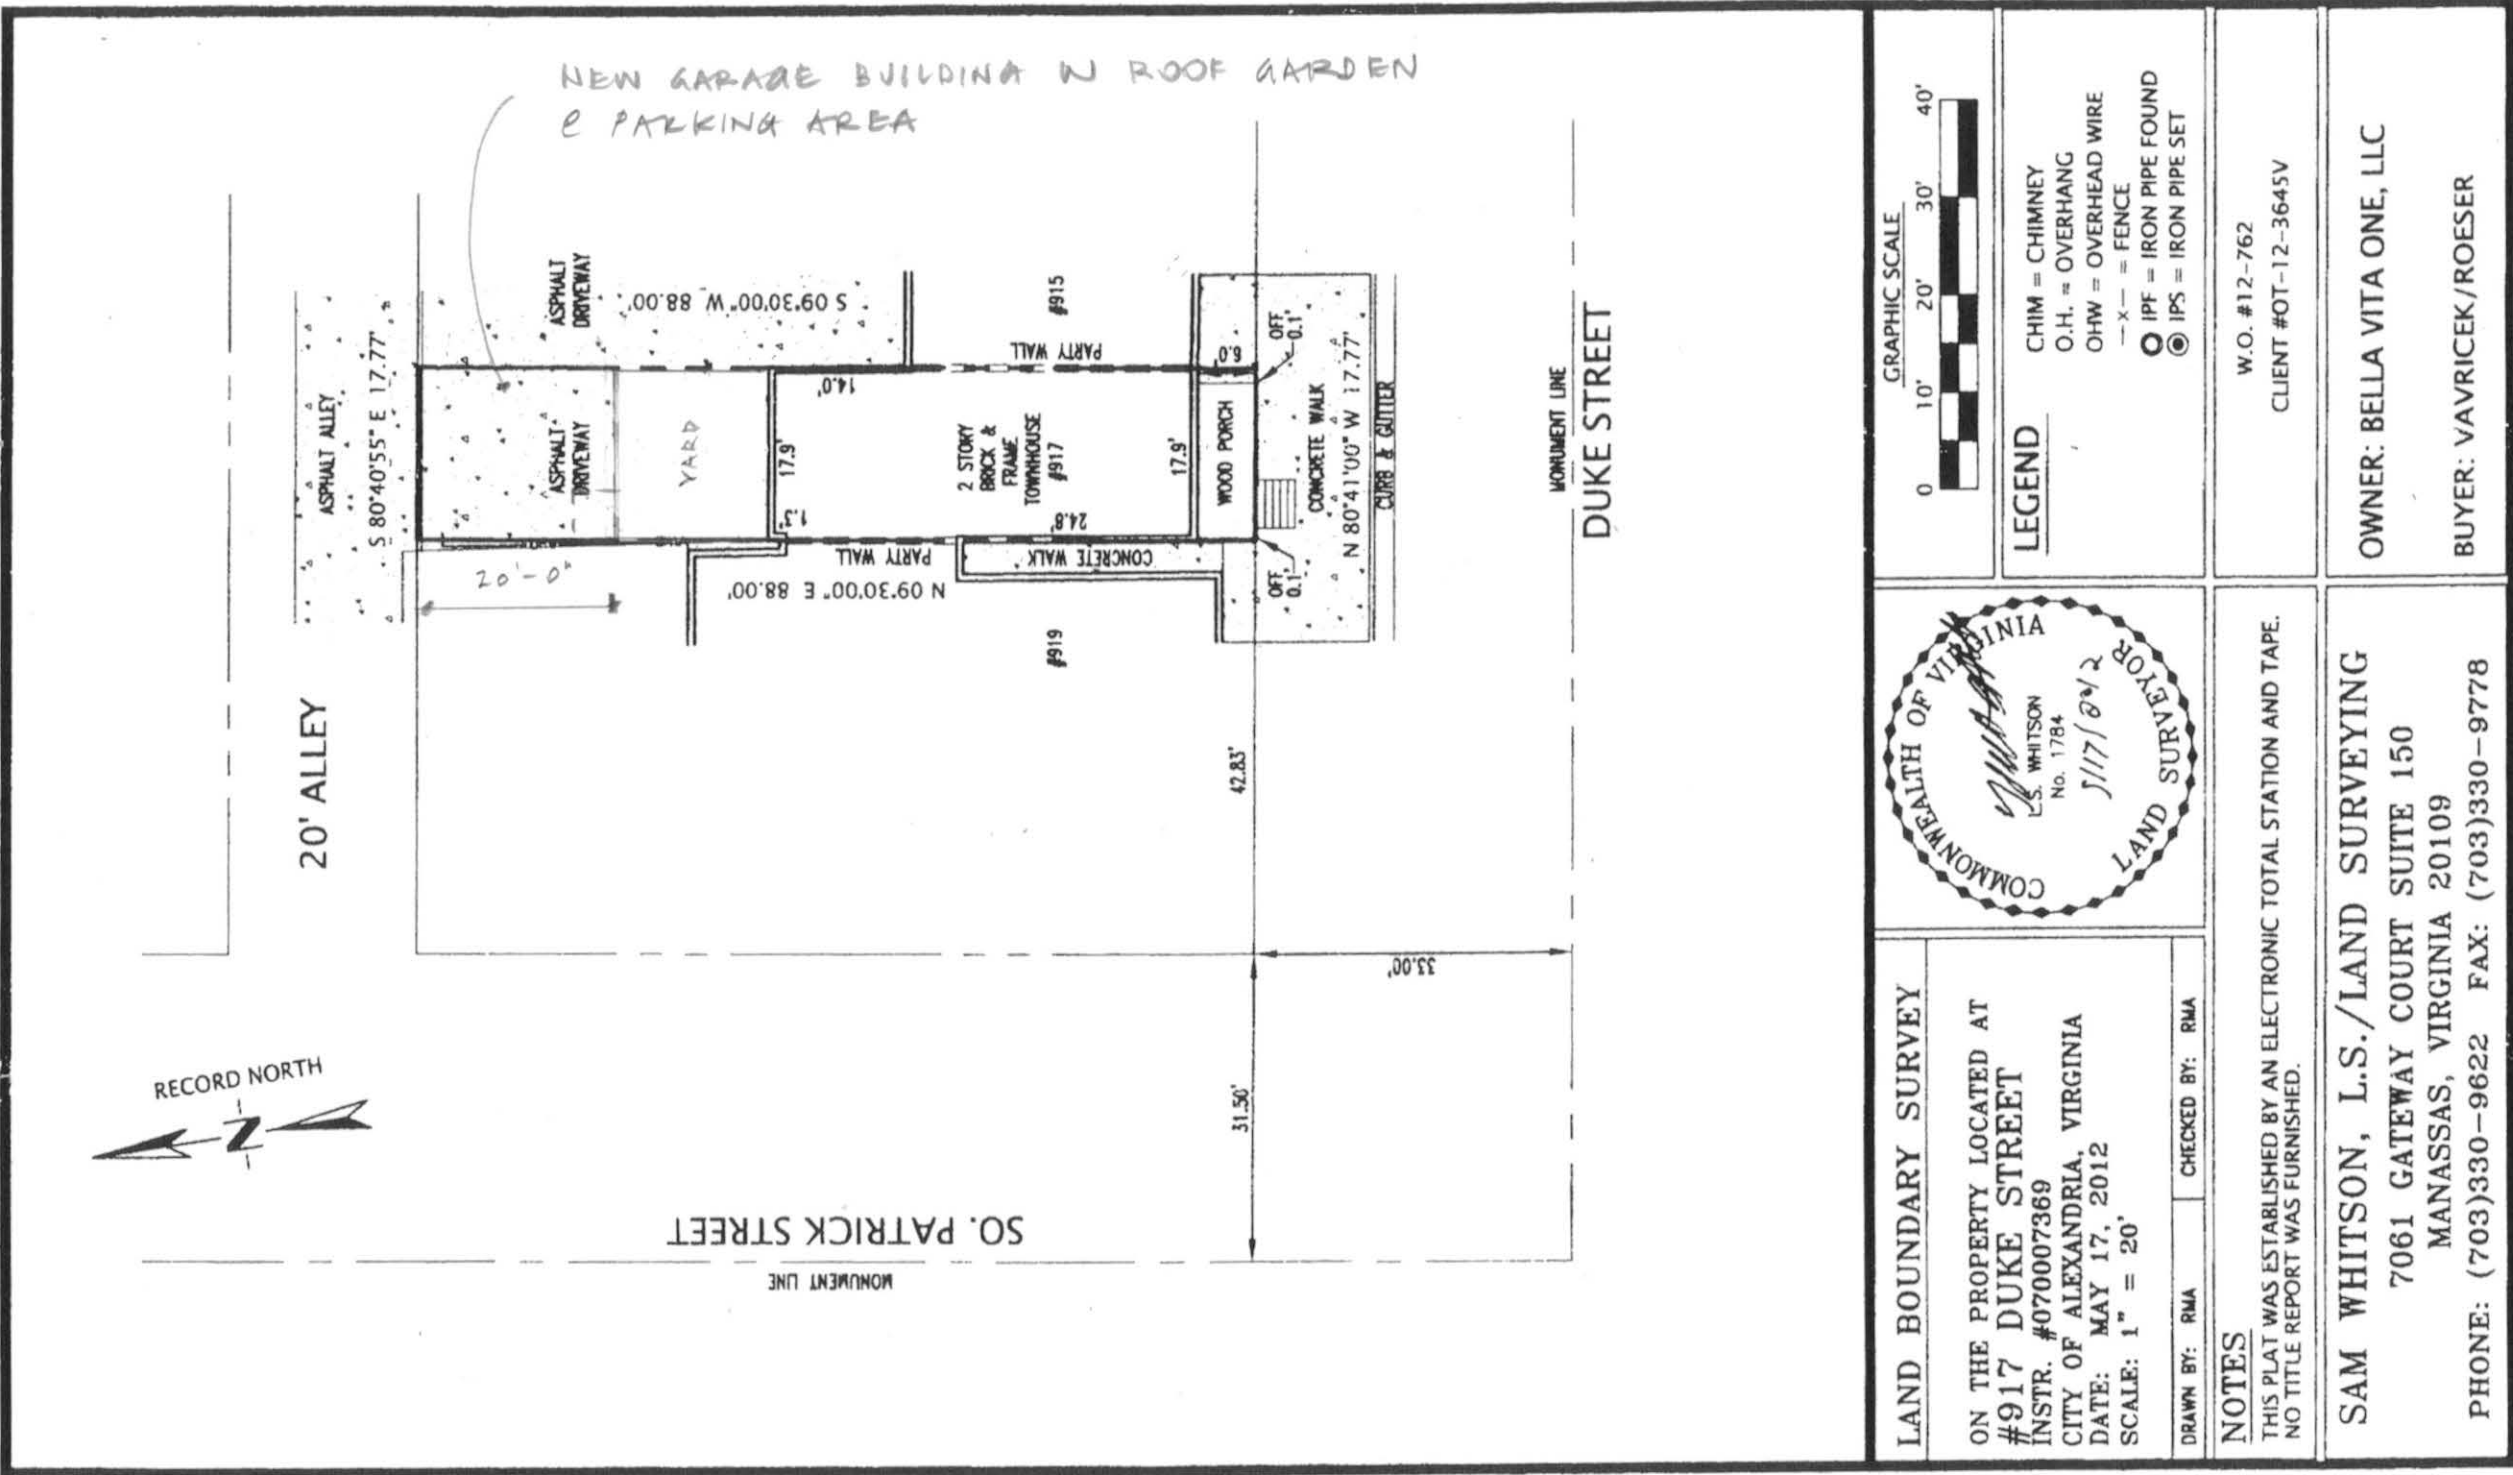 NEW GARAGE BUILDING W ROOF GARDEN
@ PARKING AREA
20' ALLEY
ASPHALT ALLEY
S 80°40'55" E 17.77'
ASPHALT
DRIVEWAY
S 09°30'00" W 88.00'
ASPHALT
DRIVEWAY
YARD
20'-0"
17.9'
14.0'
1.3'
2 STORY
BRICK &
FRAME
TOWNHOUSE
#917
17.9'
24.8'
PARTY WALL
#915
PARTY WALL
CONCRETE WALK
N 09°30'00" E 88.00'
#919
WOOD PORCH
6.0'
OFF
0.1'
OFF
0.1'
CONCRETE WALK
N 80°41'00" W 17.77'
CURB & GUTTER
MONUMENT LINE
DUKE STREET
42.83'
33.00'
31.50'
RECORD NORTH
N
SO. PATRICK STREET
MONUMENT LINE
LAND BOUNDARY SURVEY
ON THE PROPERTY LOCATED AT
#917 DUKE STREET
INSTR. #070007369
CITY OF ALEXANDRIA, VIRGINIA
DATE: MAY 17, 2012
SCALE: 1" = 20'
DRAWN BY: RMA
CHECKED BY: RMA
COMMONWEALTH OF VIRGINIA
L.S. WHITSON
No. 1784
5/17/2012
LAND SURVEYOR
GRAPHIC SCALE
0 10' 20' 30' 40'
LEGEND
CHIM = CHIMNEY
O.H. = OVERHANG
OHW = OVERHEAD WIRE
—x— = FENCE
IPF = IRON PIPE FOUND
IPS = IRON PIPE SET
NOTES
THIS PLAT WAS ESTABLISHED BY AN ELECTRONIC TOTAL STATION AND TAPE.
NO TITLE REPORT WAS FURNISHED.
W.O. #12-762
CLIENT #OT-12-3645V
SAM WHITSON, L.S./LAND SURVEYING
7061 GATEWAY COURT SUITE 150
MANASSAS, VIRGINIA 20109
PHONE: (703)330-9622 FAX: (703)330-9778
OWNER: BELLA VITA ONE, LLC
BUYER: VAVRICEK/ROESER